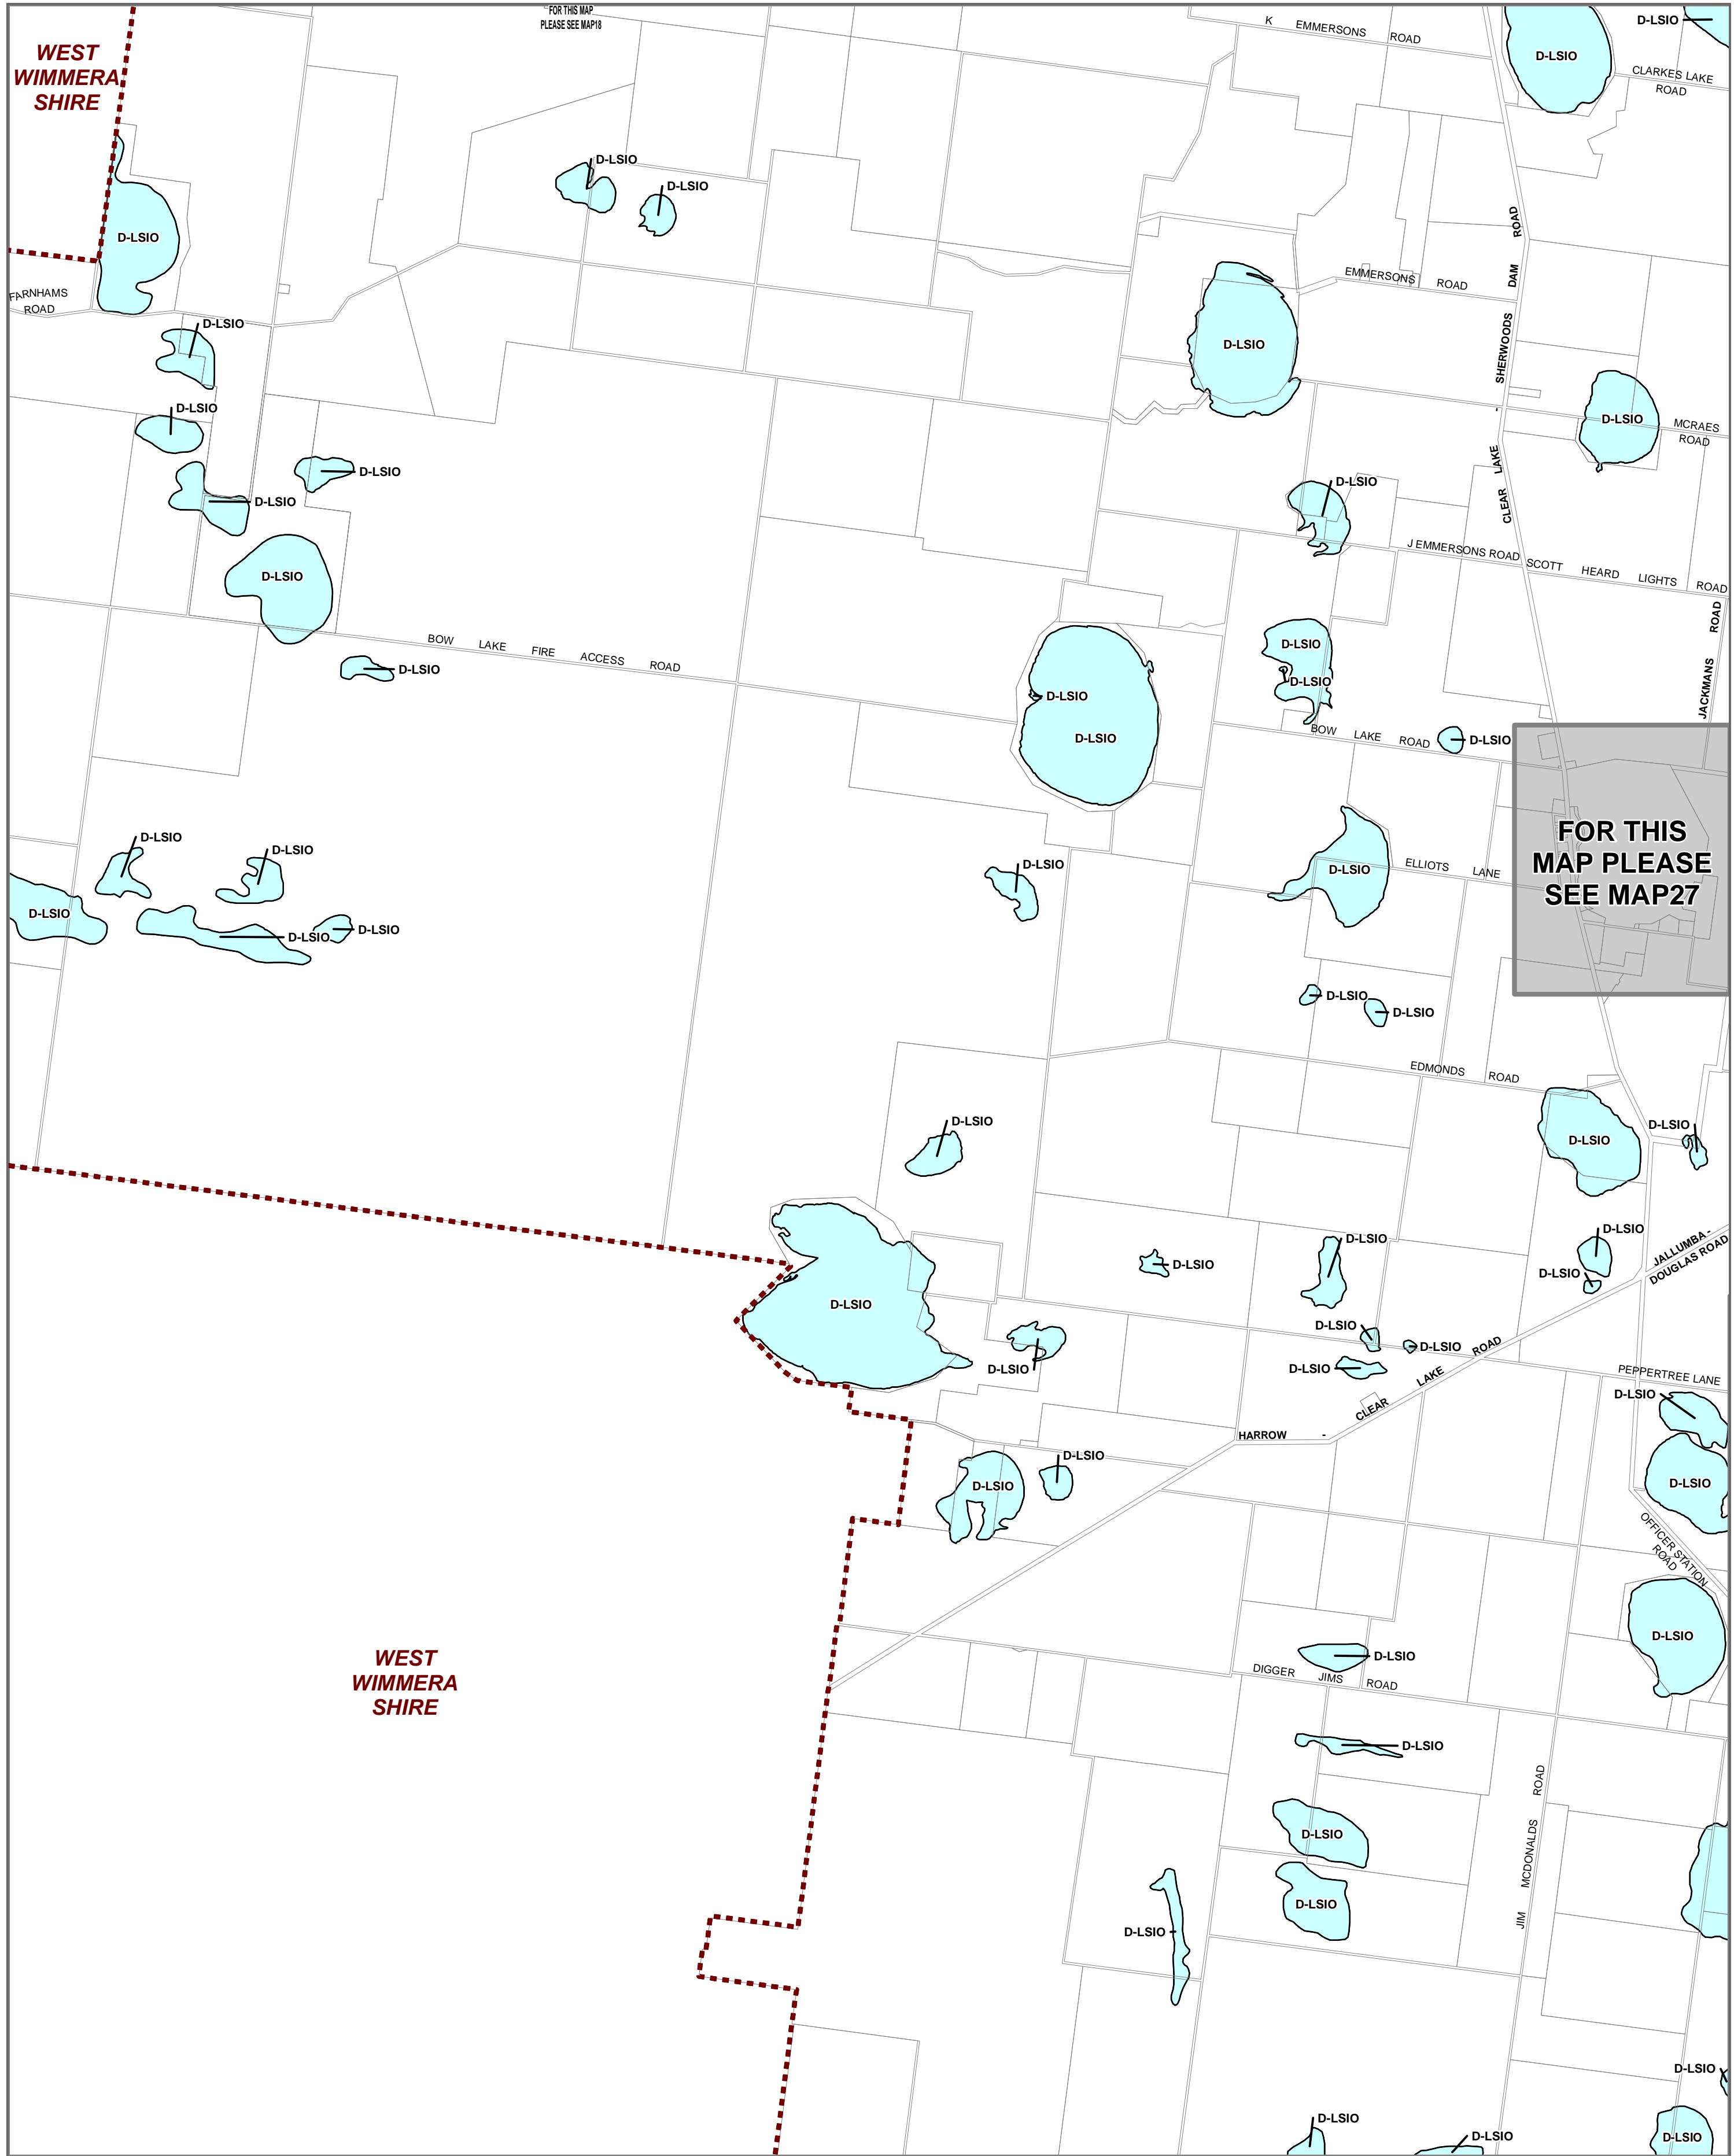 FOR THIS MAP
PLEASE SEE MAP18
K EMMERSONS ROAD
D-LSIO
WEST
WIMMERA
SHIRE
D-LSIO
CLARKES LAKE
ROAD
D-LSIO
D-LSIO
D-LSIO
FARNHAMS
ROAD
D-LSIO
EMMERSONS ROAD
CLEAR LAKE - SHERWOODS DAM ROAD
D-LSIO
D-LSIO
D-LSIO
MCRAES
ROAD
D-LSIO
D-LSIO
D-LSIO
D-LSIO
J EMMERSONS ROAD
SCOTT HEARD LIGHTS ROAD
D-LSIO
JACKMANS ROAD
BOW LAKE FIRE ACCESS ROAD
D-LSIO
D-LSIO
D-LSIO
D-LSIO
D-LSIO
BOW LAKE ROAD
D-LSIO
FOR THIS
MAP PLEASE
SEE MAP27
D-LSIO
D-LSIO
D-LSIO
ELLIOTS LANE
D-LSIO
D-LSIO
D-LSIO
D-LSIO
D-LSIO
D-LSIO
EDMONDS ROAD
D-LSIO
D-LSIO
D-LSIO
D-LSIO
D-LSIO
JALLUMBA -
DOUGLAS ROAD
D-LSIO
D-LSIO
D-LSIO
D-LSIO
D-LSIO
D-LSIO
D-LSIO
PEPPERTREE LANE
HARROW - CLEAR LAKE ROAD
D-LSIO
D-LSIO
D-LSIO
D-LSIO
OFFICER STATION
ROAD
D-LSIO
WEST
WIMMERA
SHIRE
D-LSIO
DIGGER JIMS ROAD
D-LSIO
JIM MCDONALDS ROAD
D-LSIO
D-LSIO
D-LSIO
D-LSIO
D-LSIO
D-LSIO
D-LSIO